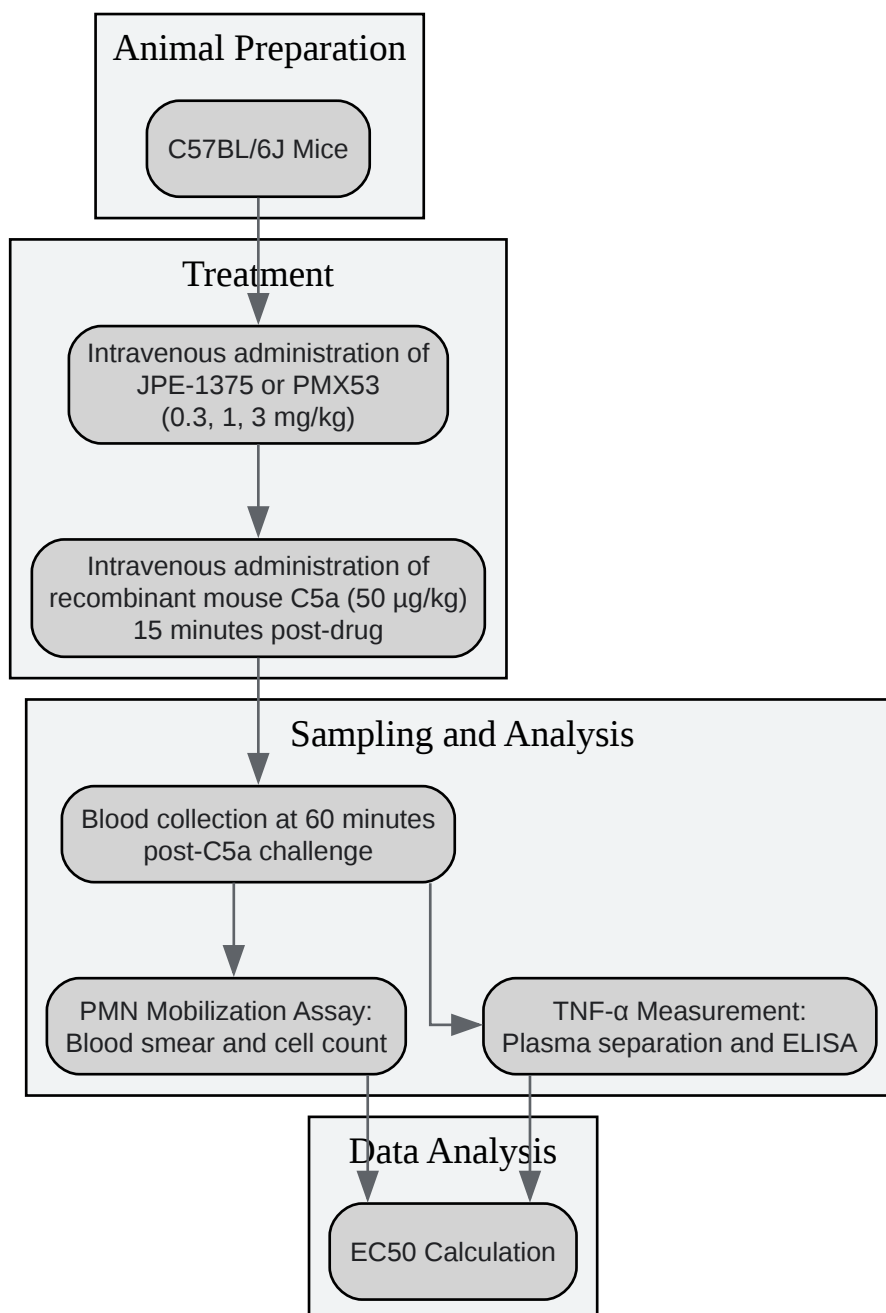 Animal Preparation
C57BL/6J Mice
Treatment
Intravenous administration of
JPE-1375 or PMX53
(0.3, 1, 3 mg/kg)
Intravenous administration of
recombinant mouse C5a (50 µg/kg)
15 minutes post-drug
Sampling and Analysis
Blood collection at 60 minutes
post-C5a challenge
PMN Mobilization Assay:
Blood smear and cell count
TNF-α Measurement:
Plasma separation and ELISA
Data Analysis
EC50 Calculation